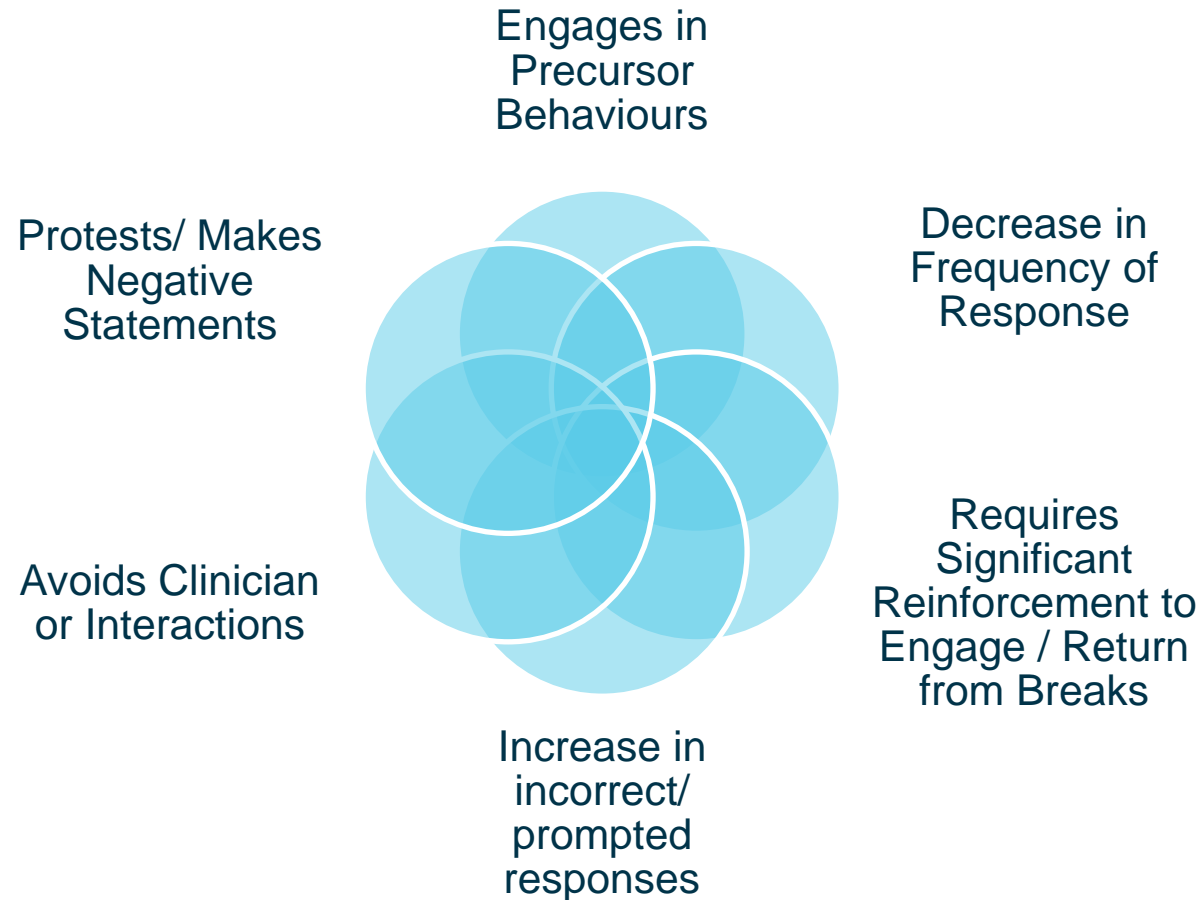 Engages in
Precursor
Behaviours
Decrease in
Frequency of
Response
Requires
Significant
Reinforcement to
Engage / Return
from Breaks
Increase in
incorrect/
prompted
responses
Avoids Clinician
or Interactions
Protests/ Makes
Negative
Statements